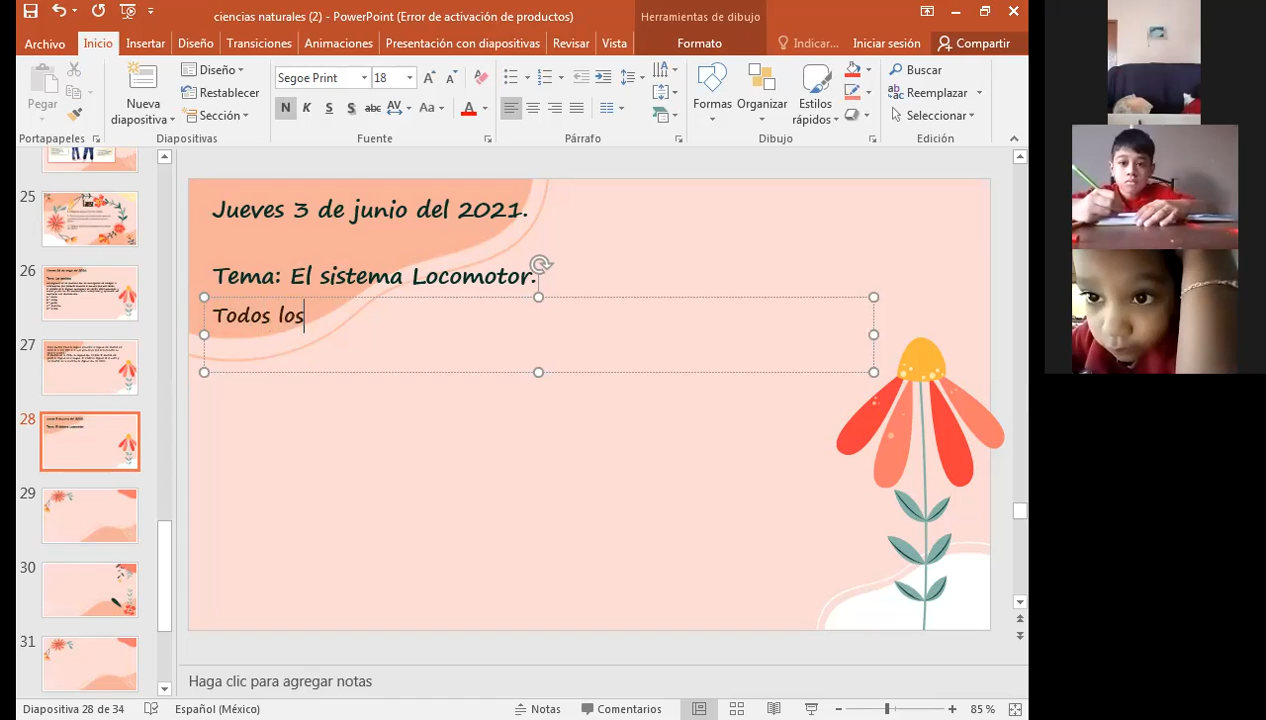 ciencias naturales (2) - PowerPoint (Error de activación de productos)
Herramientas de dibujo
Archivo Inicio Insertar Diseño Transiciones Animaciones Presentación con diapositivas Revisar Vista Formato Indicar... Iniciar sesión Compartir
Pegar
Portapapeles
Nueva
diapositiva
Diseño
Restablecer
Sección
Diapositivas
Segoe Print 18
N K S S abc AV Aa A
Fuente
Párrafo
Formas Organizar Estilos
rápidos
Dibujo
Buscar
Reemplazar
Seleccionar
Edición
25
26
27
28
29
30
31
Jueves 3 de junio del 2021.
Tema: El sistema Locomotor.
Todos los
Haga clic para agregar notas
Diapositiva 28 de 34 Español (México) Notas Comentarios 85 %